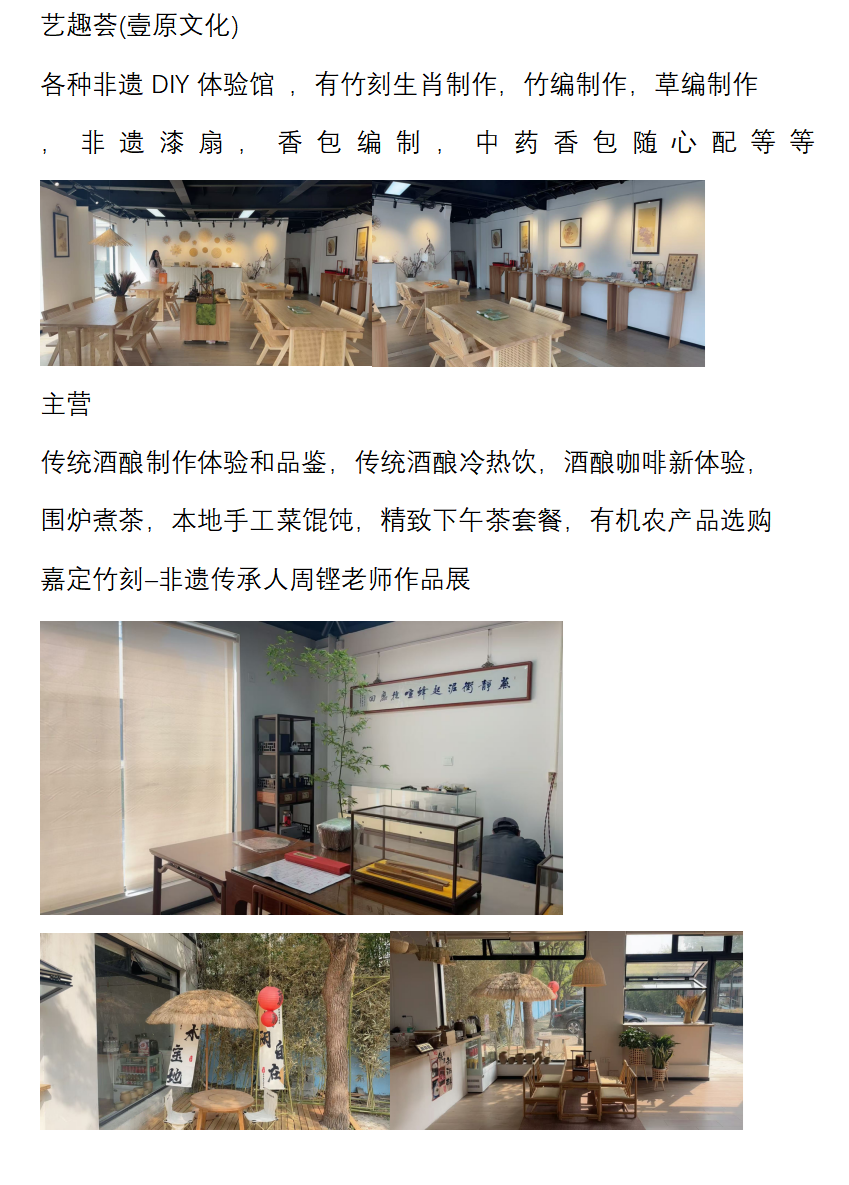 艺趣荟(壹原文化)
各种非遗 DIY 体验馆 ，有竹刻生肖制作，竹编制作，草编制作
，非遗漆扇，香包编制，中药香包随心配等等
主营
传统酒酿制作体验和品鉴，传统酒酿冷热饮，酒酿咖啡新体验，
围炉煮茶，本地手工菜馄饨，精致下午茶套餐，有机农产品选购
嘉定竹刻–非遗传承人周铿老师作品展
宝地
自在